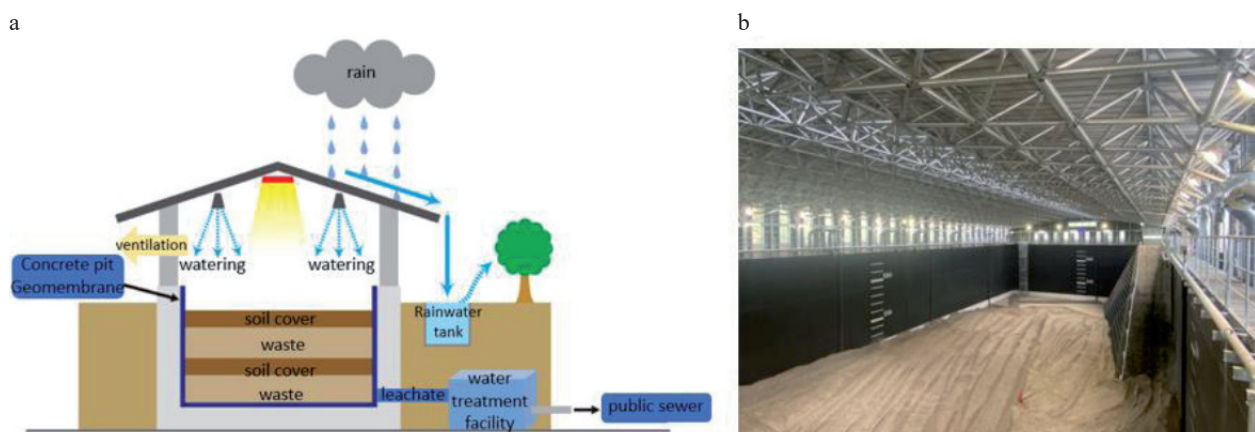 a
b
rain
ventilation
watering
watering
Concrete pit
Geomembrane
soil cover
waste
soil cover
waste
Rainwater
tank
leachate
water
treatment
facility
public sewer